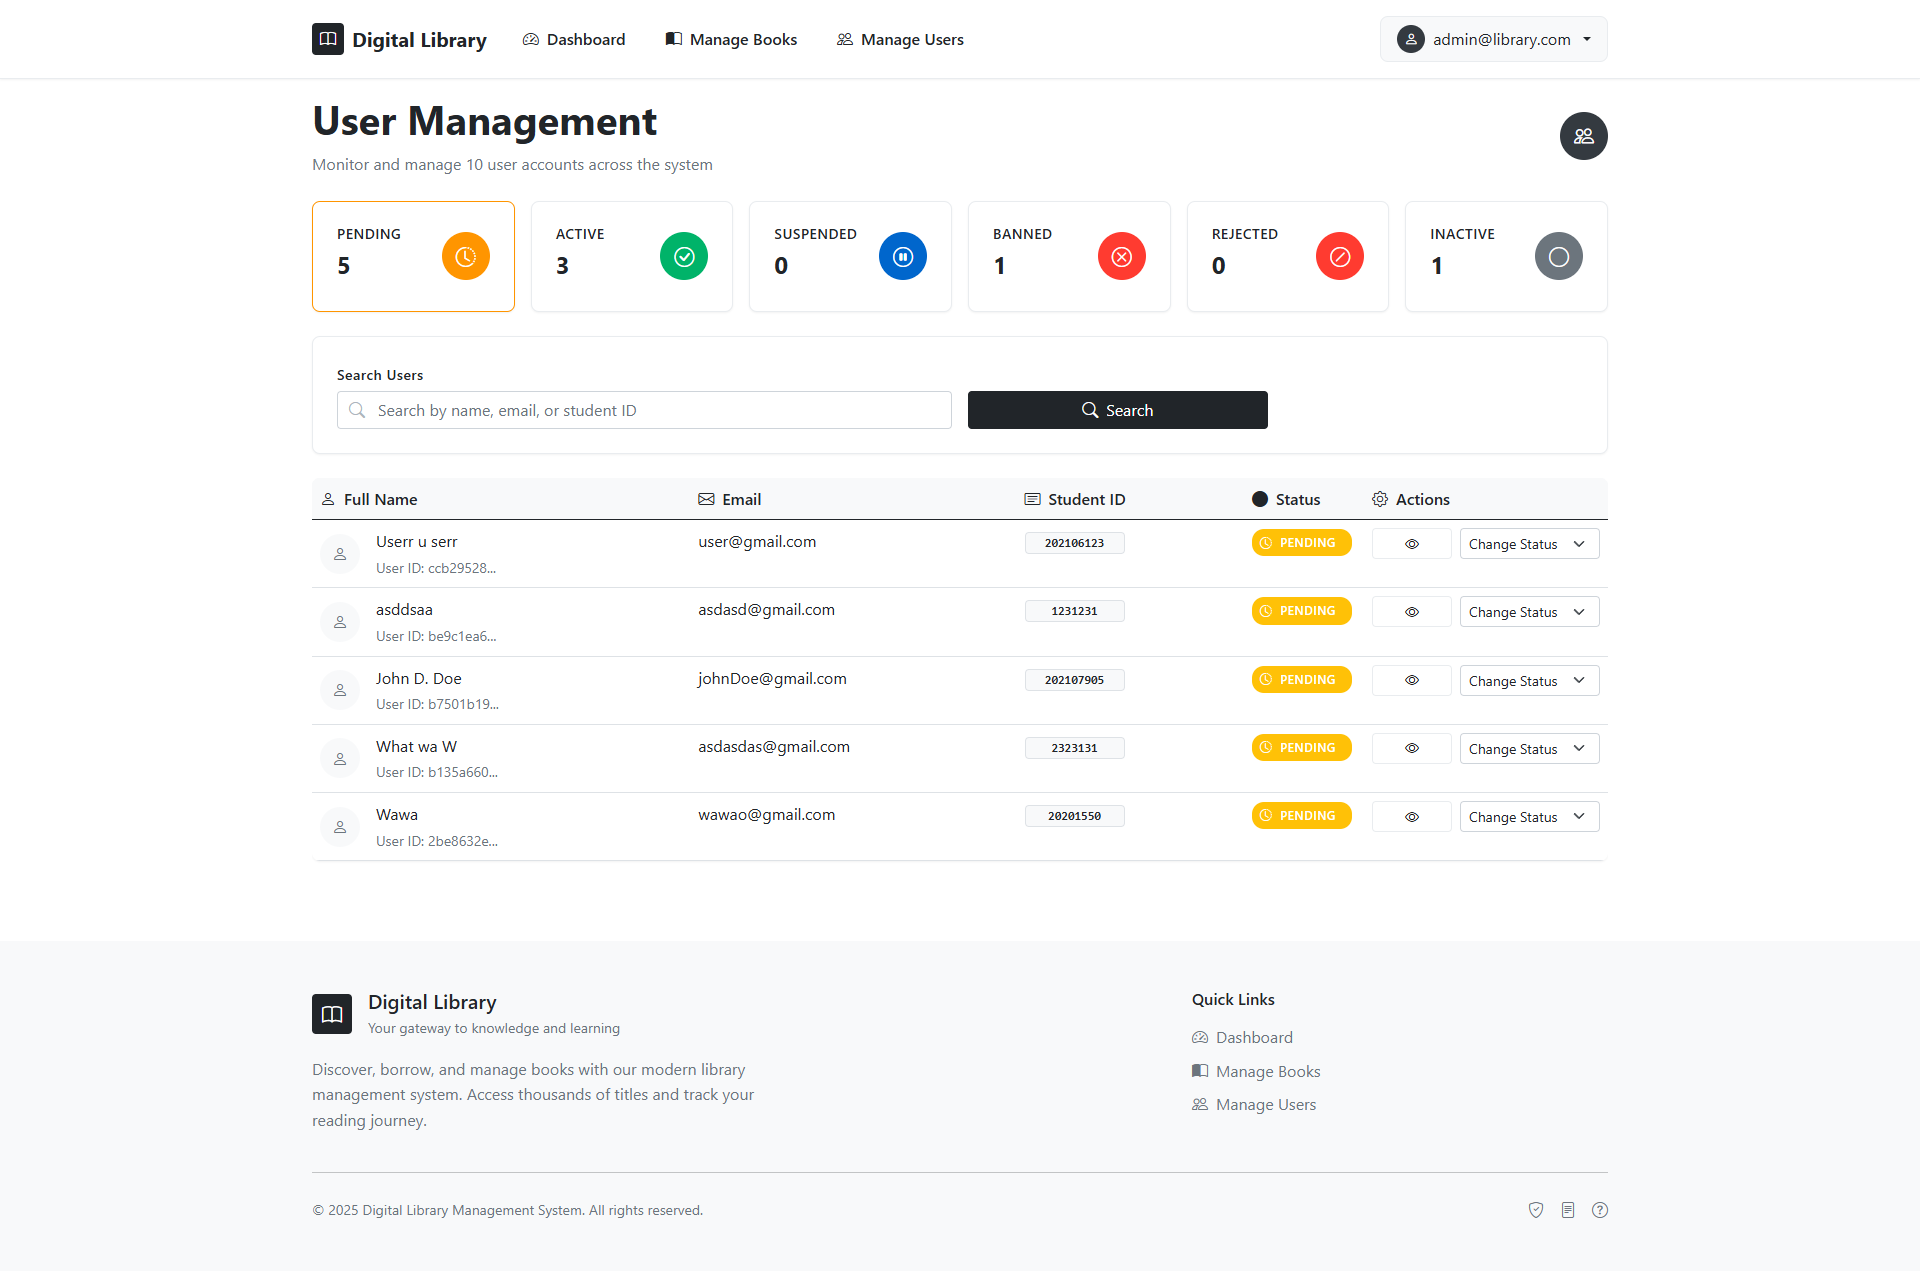 Digital Library
Dashboard
Manage Books
Manage Users
admin@library.com
User Management
Monitor and manage 10 user accounts across the system
PENDING
5
ACTIVE
3
SUSPENDED
0
BANNED
1
REJECTED
0
INACTIVE
1
Search Users
Search by name, email, or student ID
Search
Full Name Email Student ID Status Actions
Userr u serr user@gmail.com 202106123 PENDING Change Status
User ID: ccb29528...
asddsaa asdasd@gmail.com 1231231 PENDING Change Status
User ID: be9c1ea6...
John D. Doe johnDoe@gmail.com 202107905 PENDING Change Status
User ID: b7501b19...
What wa W asdasdas@gmail.com 2323131 PENDING Change Status
User ID: b135a660...
Wawa wawao@gmail.com 20201550 PENDING Change Status
User ID: 2be8632e...
Digital Library
Your gateway to knowledge and learning
Discover, borrow, and manage books with our modern library
management system. Access thousands of titles and track your
reading journey.
Quick Links
Dashboard
Manage Books
Manage Users
© 2025 Digital Library Management System. All rights reserved.